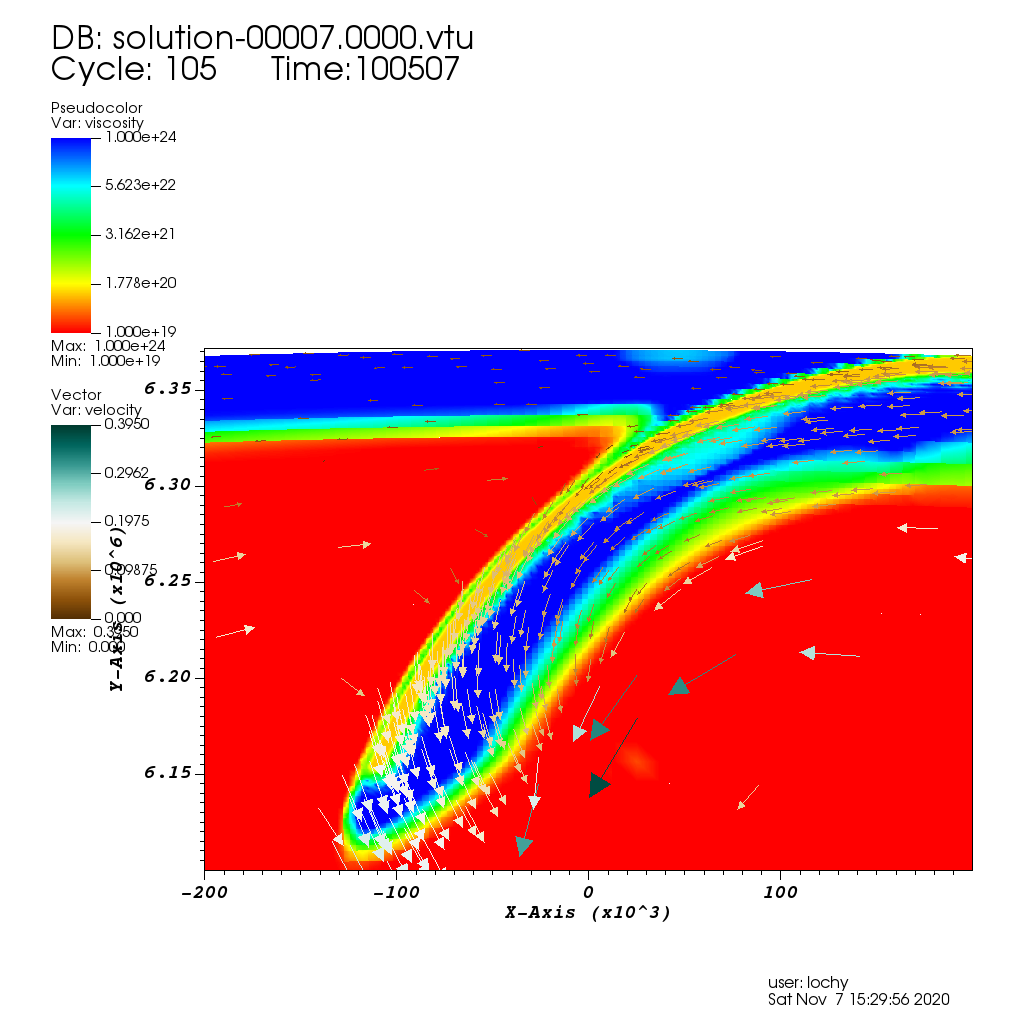 DB: solution-00007.0000.vtu
Cycle: 105 Time:100507
Pseudocolor
Var: viscosity
1.000e+24
5.623e+22
3.162e+21
1.778e+20
1.000e+19
Max: 1.000e+24
Min: 1.000e+19
Vector
Var: velocity
0.3950
0.2962
0.1975
0.09875
0.000
Max: 0.3950
Min: 0.000
Y-Axis (x10^6)
6.35
6.30
6.25
6.20
6.15
-200 -100 0 100
X-Axis (x10^3)
user: lochy
Sat Nov 7 15:29:56 2020